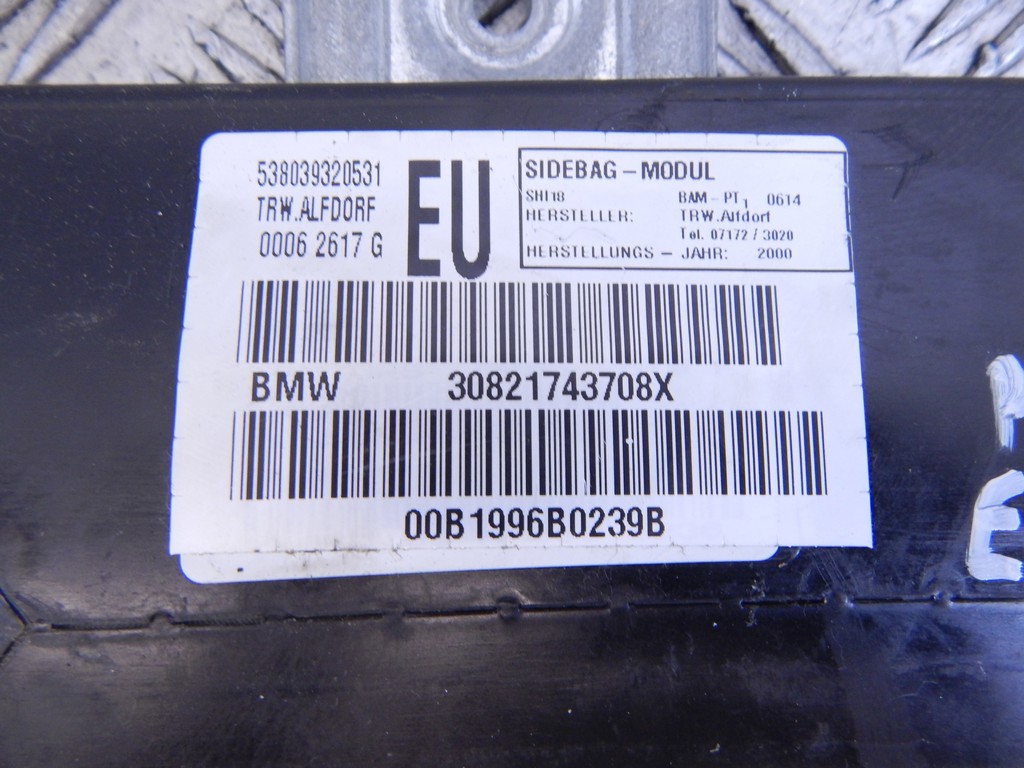 538039320531
TRW.ALFDORF
0006 2617 G
EU
SIDEBAG - MODUL
SHI18 BAM - PT1 0614
HERSTELLER: TRW.Alfdorf
Tel. 07172 / 3020
HERSTELLUNGS - JAHR: 2000
BMW 30821743708X
00B1996B0239B
E